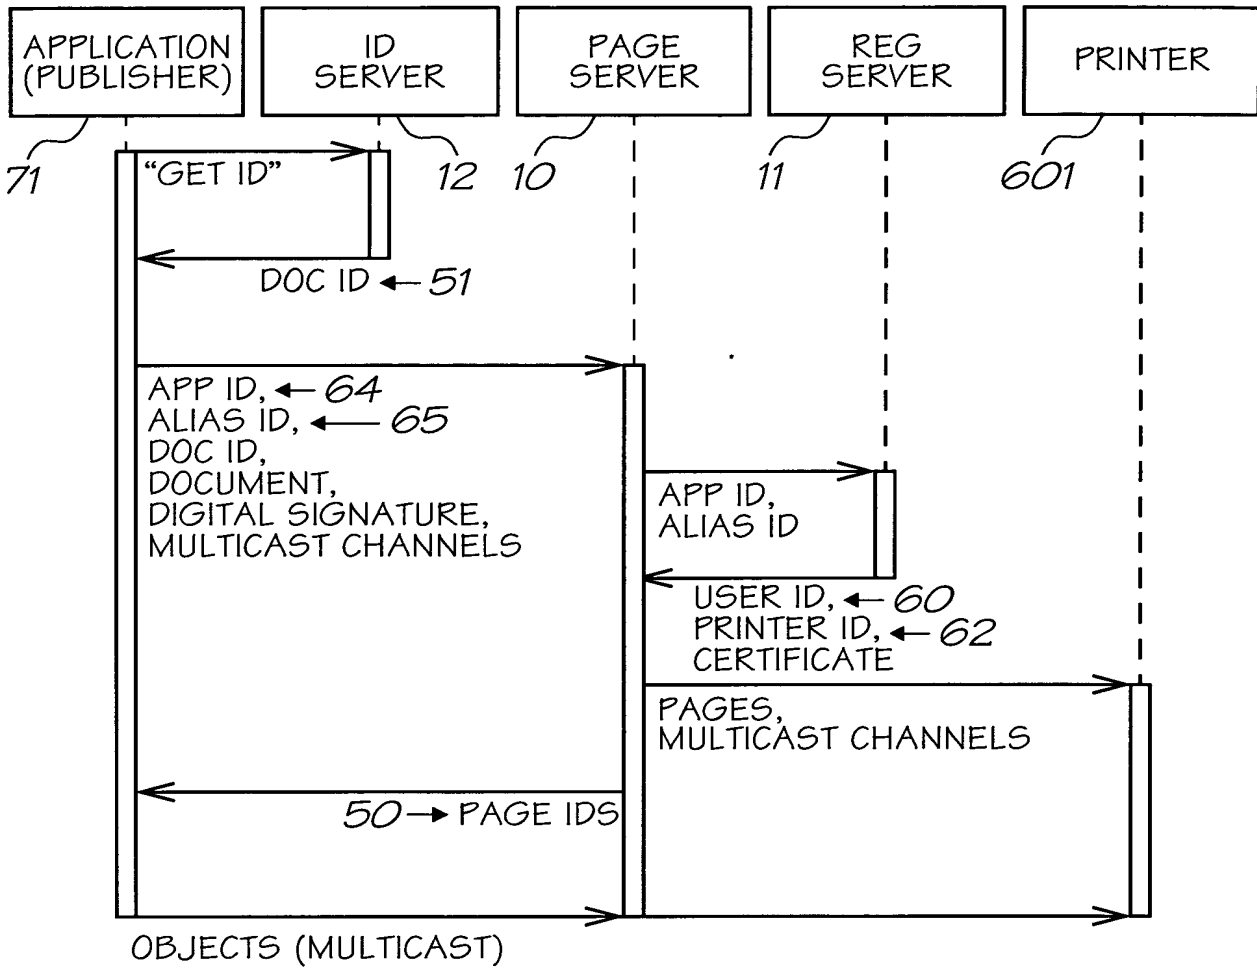 APPLICATION
(PUBLISHER)
ID
SERVER
PAGE
SERVER
REG
SERVER
PRINTER
71
12
10
11
601
“GET ID”
DOC ID
51
APP ID,
64
ALIAS ID,
65
DOC ID,
DOCUMENT,
DIGITAL SIGNATURE,
MULTICAST CHANNELS
APP ID,
ALIAS ID
USER ID,
60
PRINTER ID,
62
CERTIFICATE
PAGES,
MULTICAST CHANNELS
50
PAGE IDS
OBJECTS (MULTICAST)